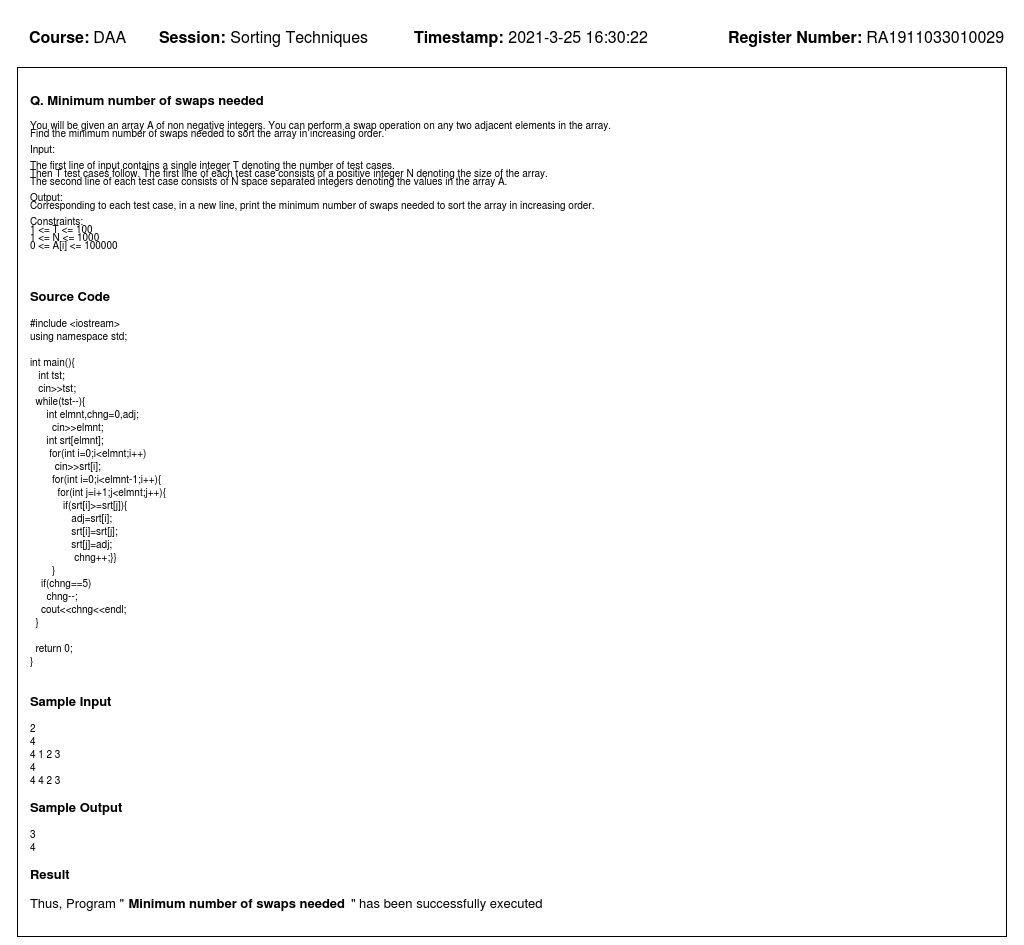 Course: DAA Session: Sorting Techniques Timestamp: 2021-3-25 16:30:22 Register Number: RA1911033010029
Q. Minimum number of swaps needed
You will be given an array A of non negative integers. You can perform a swap operation on any two adjacent elements in the array.
Find the minimum number of swaps needed to sort the array in increasing order.
Input:
The first line of input contains a single integer T denoting the number of test cases.
Then T test cases follow. The first line of each test case consists of a positive integer N denoting the size of the array.
The second line of each test case consists of N space separated integers denoting the values in the array A.
Output:
Corresponding to each test case, in a new line, print the minimum number of swaps needed to sort the array in increasing order.
Constraints:
1 <= T <= 100
1 <= N <= 1000
0 <= A[i] <= 100000
Source Code
#include <iostream>
using namespace std;
int main(){
int tst;
cin>>tst;
while(tst--){
int elmnt,chng=0,adj;
cin>>elmnt;
int srt[elmnt];
for(int i=0;i<elmnt;i++)
cin>>srt[i];
for(int i=0;i<elmnt-1;i++){
for(int j=i+1;j<elmnt;j++){
if(srt[i]>=srt[j]){
adj=srt[i];
srt[i]=srt[j];
srt[j]=adj;
chng++;}}
}
if(chng==5)
chng--;
cout<<chng<<endl;
}
return 0;
}
Sample Input
2
4
4 1 2 3
4
4 4 2 3
Sample Output
3
4
Result
Thus, Program " Minimum number of swaps needed " has been successfully executed